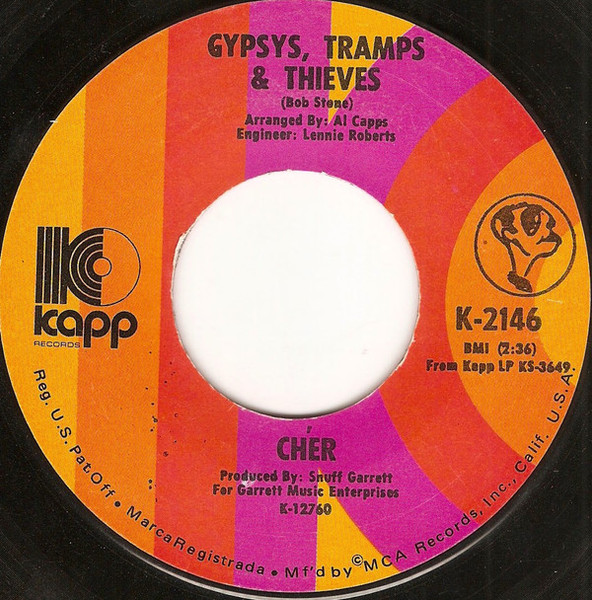 GYPSYS, TRAMPS
& THIEVES
(Bob Stone)
Arranged By: Al Capps
Engineer: Lennie Roberts
K
kapp
RECORDS
K-2146
BMI (2:36)
From Kapp LP KS-3649
CHÉR
Produced By: Snuff Garrett
For Garrett Music Enterprises
K-12760
Reg. U.S. Pat. Off. • Marca Registrada • Mf'd by ©MCA Records, Inc., Calif. U.S.A.